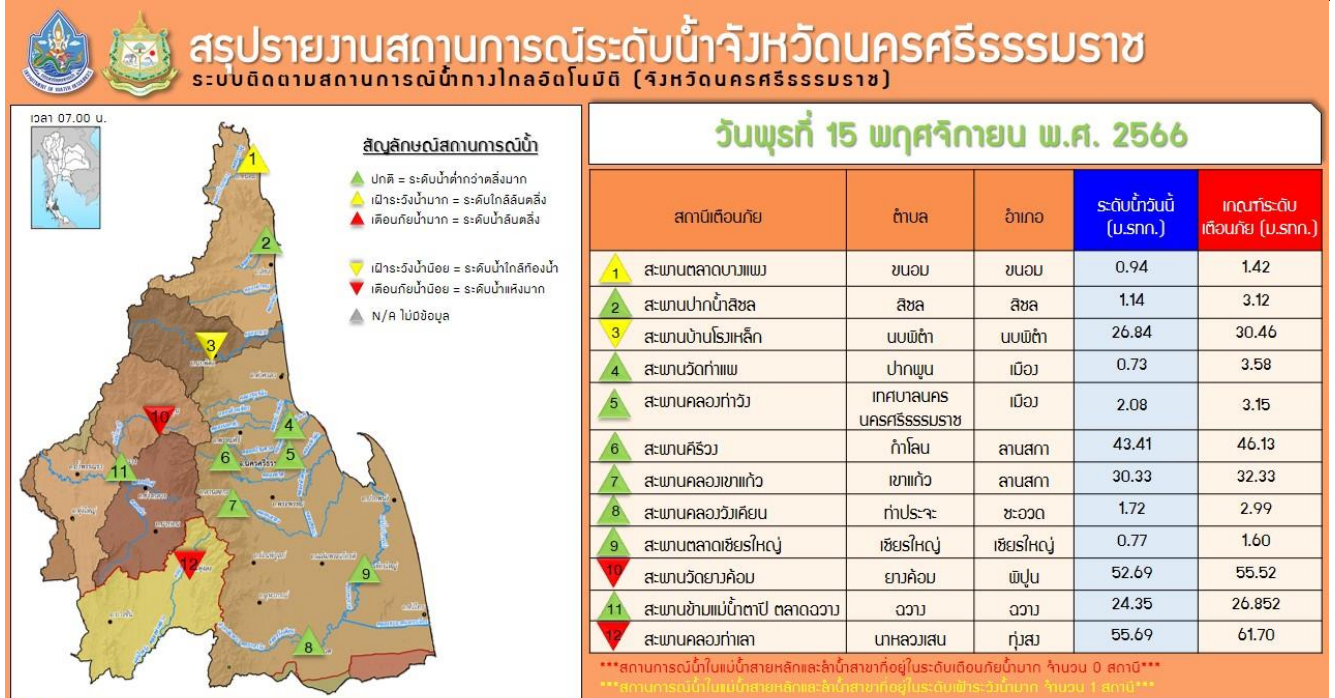 สรุปรายงานสถานการณ์ระดับน้ำจังหวัดนครศรีธรรมราช
ระบบติดตามสถานการณ์น้ำทางไกลอัตโนมัติ (จังหวัดนครศรีธรรมราช)
เวลา 07.00 น.
สัญลักษณ์สถานการณ์น้ำ
ปกติ = ระดับน้ำต่ำกว่าตลิ่งมาก
เฝ้าระวังน้ำมาก = ระดับใกล้ล้นตลิ่ง
เตือนภัยน้ำมาก = ระดับน้ำล้นตลิ่ง
เฝ้าระวังน้ำน้อย = ระดับน้ำใกล้ท้องน้ำ
เตือนภัยน้ำน้อย = ระดับน้ำแห้งมาก
N/A ไม่มีข้อมูล
1
2
3
10
4
11
6
5
7
12
9
8
วันพุธที่ 15 พฤศจิกายน พ.ศ. 2566
สถานีเตือนภัย ตำบล อำเภอ ระดับน้ำวันนี้ (ม.รทก.) เกณฑ์ระดับเตือนภัย (ม.รทก.)
1 สะพานตลาดบางแพง ขนอม ขนอม 0.94 1.42
2 สะพานปากน้ำสิชล สิชล สิชล 1.14 3.12
3 สะพานบ้านโรงเหล็ก นบพิตำ นบพิตำ 26.84 30.46
4 สะพานวัดท่าแพ ปากพูน เมือง 0.73 3.58
5 สะพานคลองท่าวัง เทศบาลนครนครศรีธรรมราช เมือง 2.08 3.15
6 สะพานคีรีวง กำโลน ลานสกา 43.41 46.13
7 สะพานคลองเขาแก้ว เขาแก้ว ลานสกา 30.33 32.33
8 สะพานคลองวังเคียน ท่าประจะ ชะอวด 1.72 2.99
9 สะพานตลาดเชียรใหญ่ เชียรใหญ่ เชียรใหญ่ 0.77 1.60
10 สะพานวัดยางค้อม ยางค้อม พิปูน 52.69 55.52
11 สะพานข้ามแม่น้ำตาปี ตลาดฉวาง ฉวาง ฉวาง 24.35 26.852
12 สะพานคลองท่าเลา นาหลวงเสน ทุ่งสง 55.69 61.70
***สถานการณ์น้ำในแม่น้ำสายหลักและลำน้ำสาขาที่อยู่ในระดับเตือนภัยน้ำมาก จำนวน 0 สถานี***
***สถานการณ์น้ำในแม่น้ำสายหลักและลำน้ำสาขาที่อยู่ในระดับเฝ้าระวังน้ำมาก จำนวน 1 สถานี***